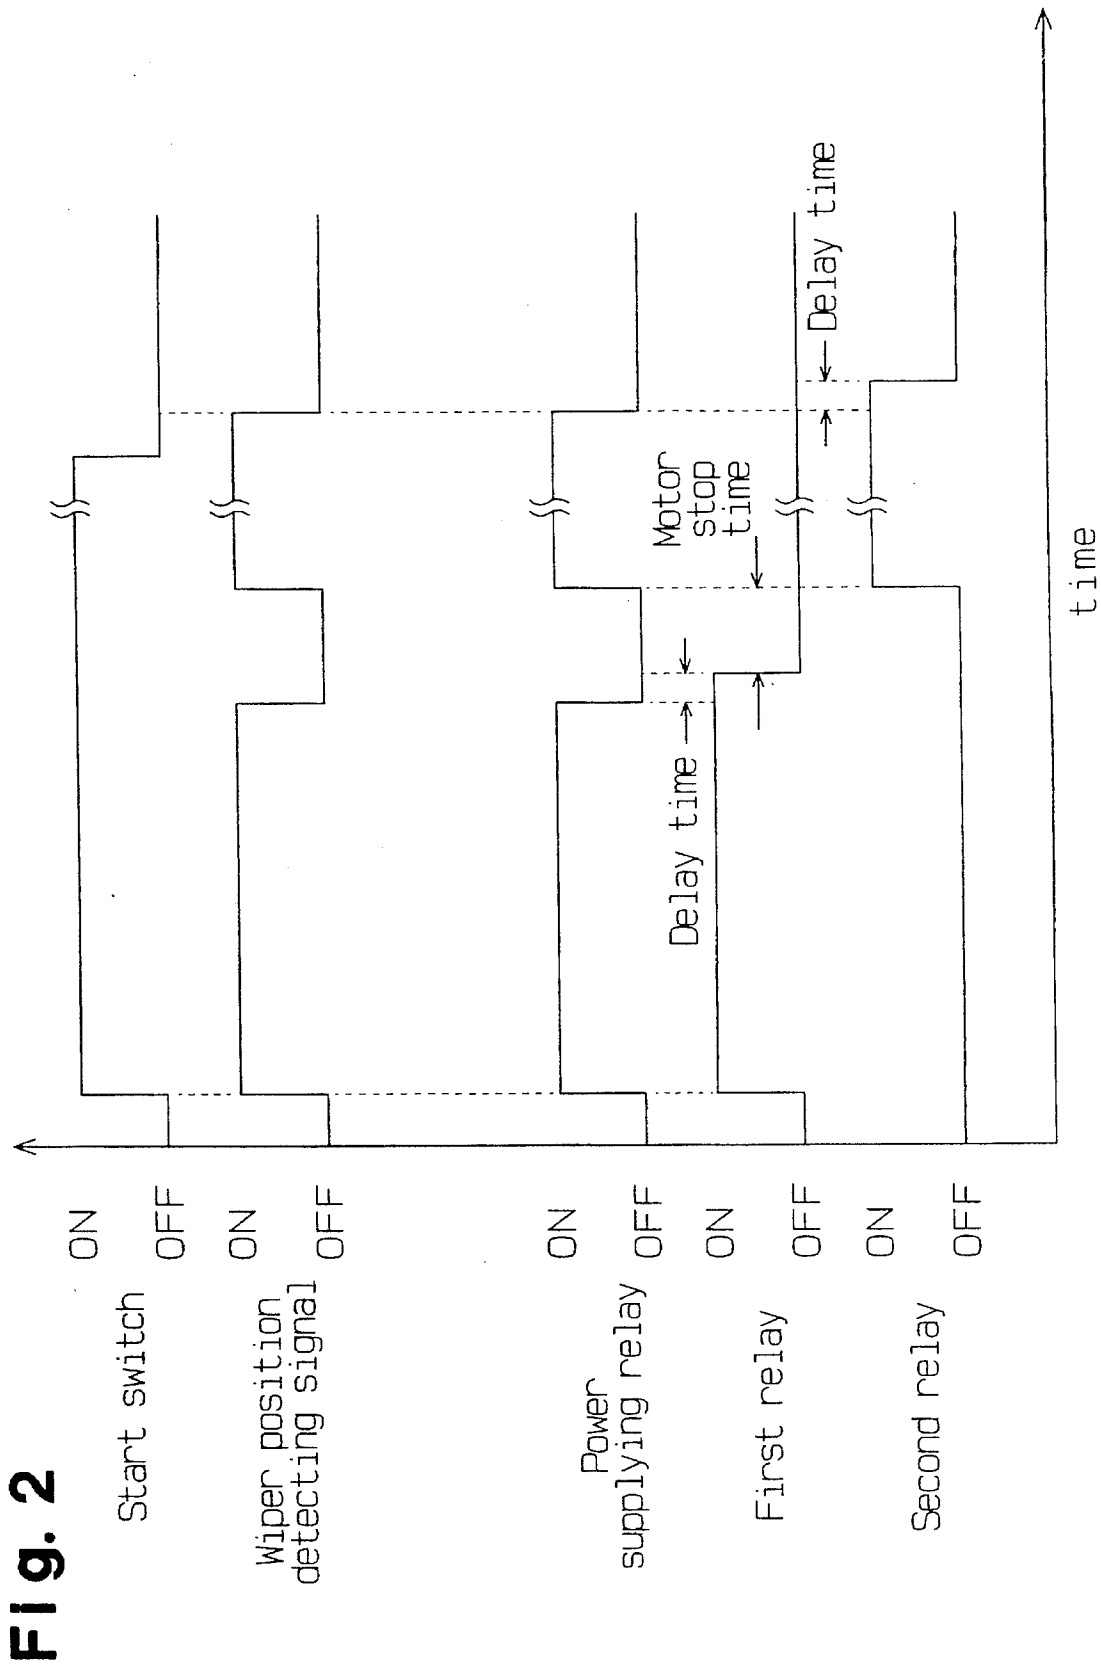 Fig. 2
Start switch
ON
OFF
Wiper position
detecting signal
ON
OFF
Power
supplying relay
ON
OFF
Delay time
Motor
stop
time
First relay
ON
OFF
Delay time
Second relay
ON
OFF
time